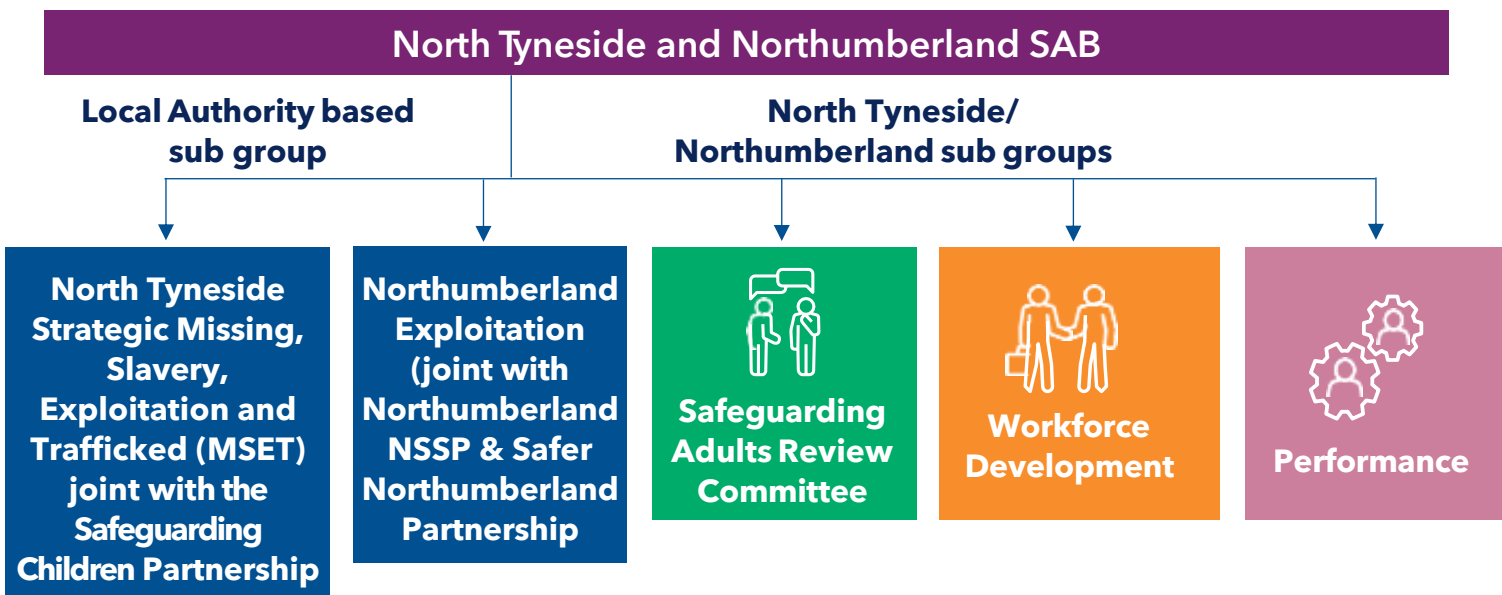 North Tyneside and Northumberland SAB
Local Authority based
sub group
North Tyneside/
Northumberland sub groups
North Tyneside
Strategic Missing,
Slavery,
Exploitation and
Trafficked (MSET)
joint with the
Safeguarding
Children Partnership
Northumberland
Exploitation
(joint with
Northumberland
NSSP & Safer
Northumberland
Partnership
Safeguarding
Adults Review
Committee
Workforce
Development
Performance